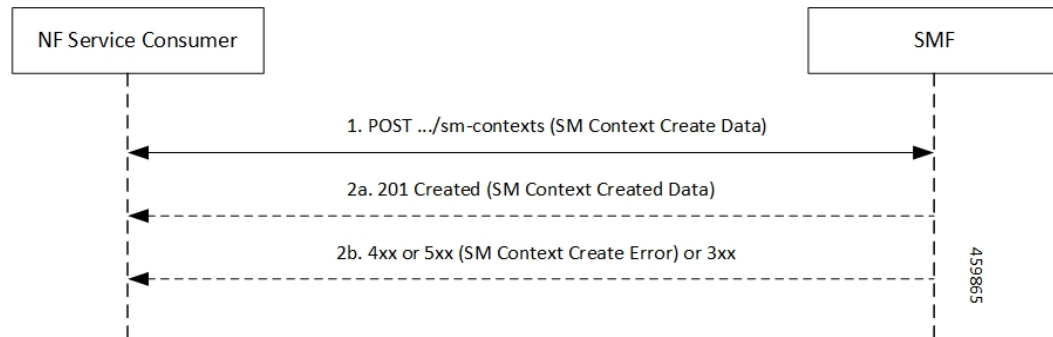 NF Service Consumer
SMF
1. POST .../sm-contexts (SM Context Create Data)
2a. 201 Created (SM Context Created Data)
2b. 4xx or 5xx (SM Context Create Error) or 3xx
459865